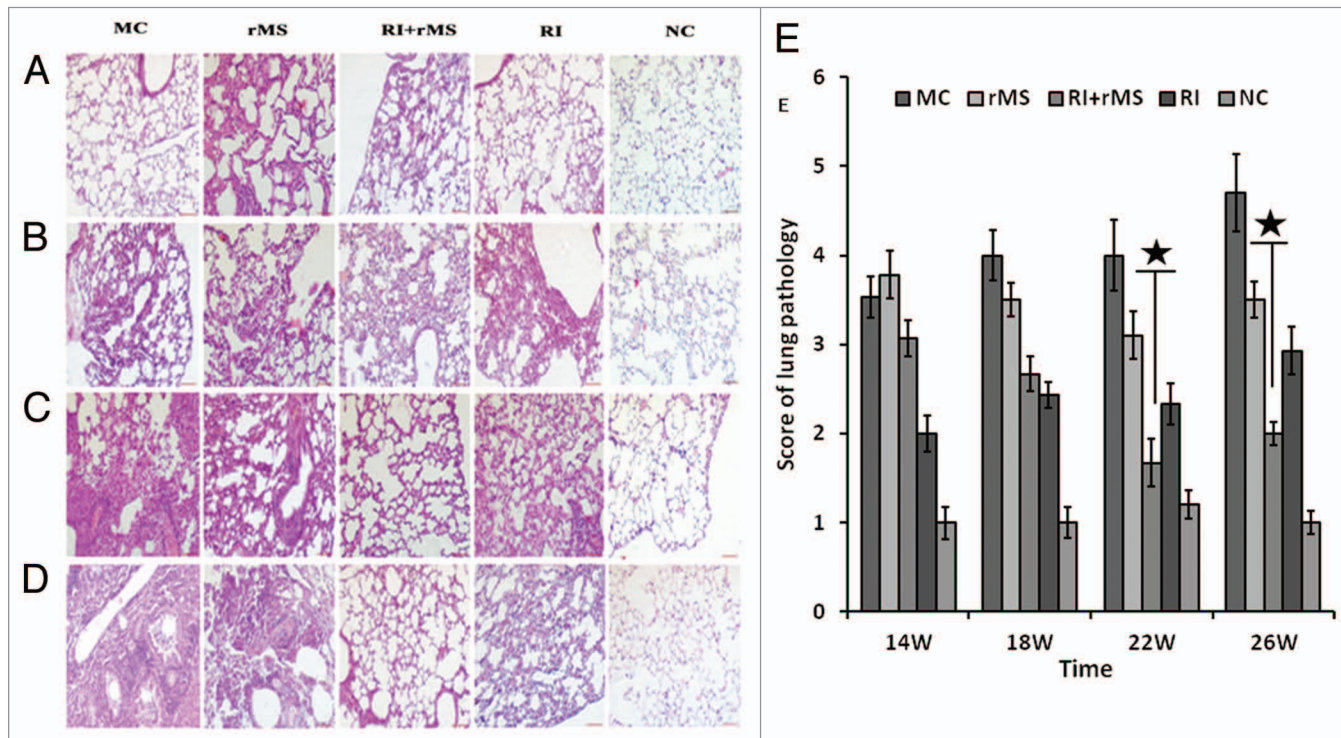 MC rMS RI+rMS RI NC
A
B
C
D
E
E
MC rMS RI+rMS RI NC
Score of lung pathology
6
5
4
3
2
1
0
14W 18W 22W 26W
Time